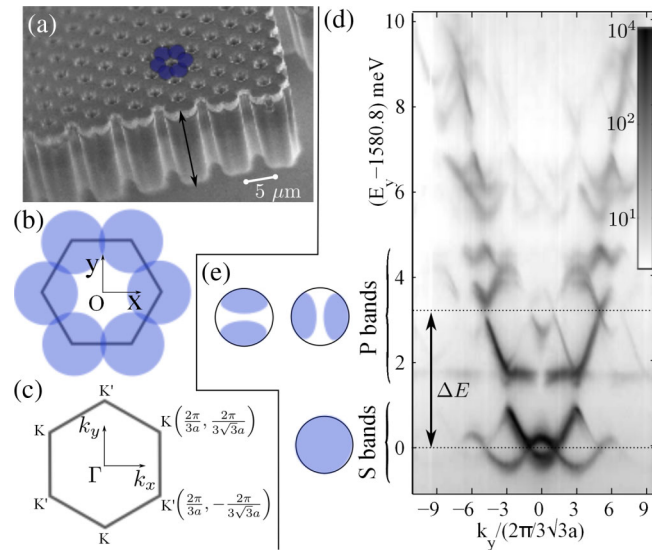 (a)
5 μm
(b)
y
O
x
(c)
K'
K
K(2π/3a, 2π/3√3a)
k_y
Γ
k_x
K'
K'(2π/3a, −2π/3√3a)
K
(d)
(E_y−1580.8) meV
10
8
6
4
2
0
10^4
10^2
10^1
ΔE
−9 −6 −3 0 3 6 9
k_y/(2π/3√3a)
(e)
P bands
S bands